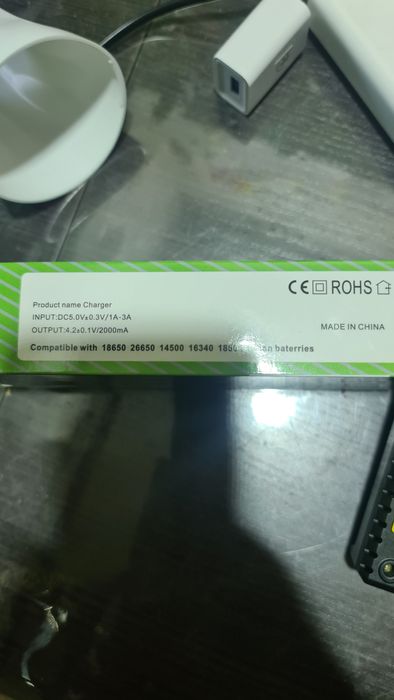 CE ROHS
Product name Charger
INPUT:DC5.0V±0.3V/1A-3A
OUTPUT:4.2±0.1V/2000mA
MADE IN CHINA
Compatible with 18650 26650 14500 16340 baterries